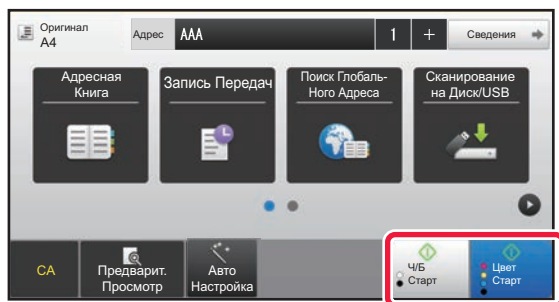 Оригинал
A4
Адрес
AAA
1
+
Сведения
Адресная
Книга
Запись Передач
Поиск Глобаль-
Ного Адреса
Сканирование
на Диск/USB
CA
Предварит.
Просмотр
Авто
Настройка
Ч/Б
Старт
Цвет
Старт